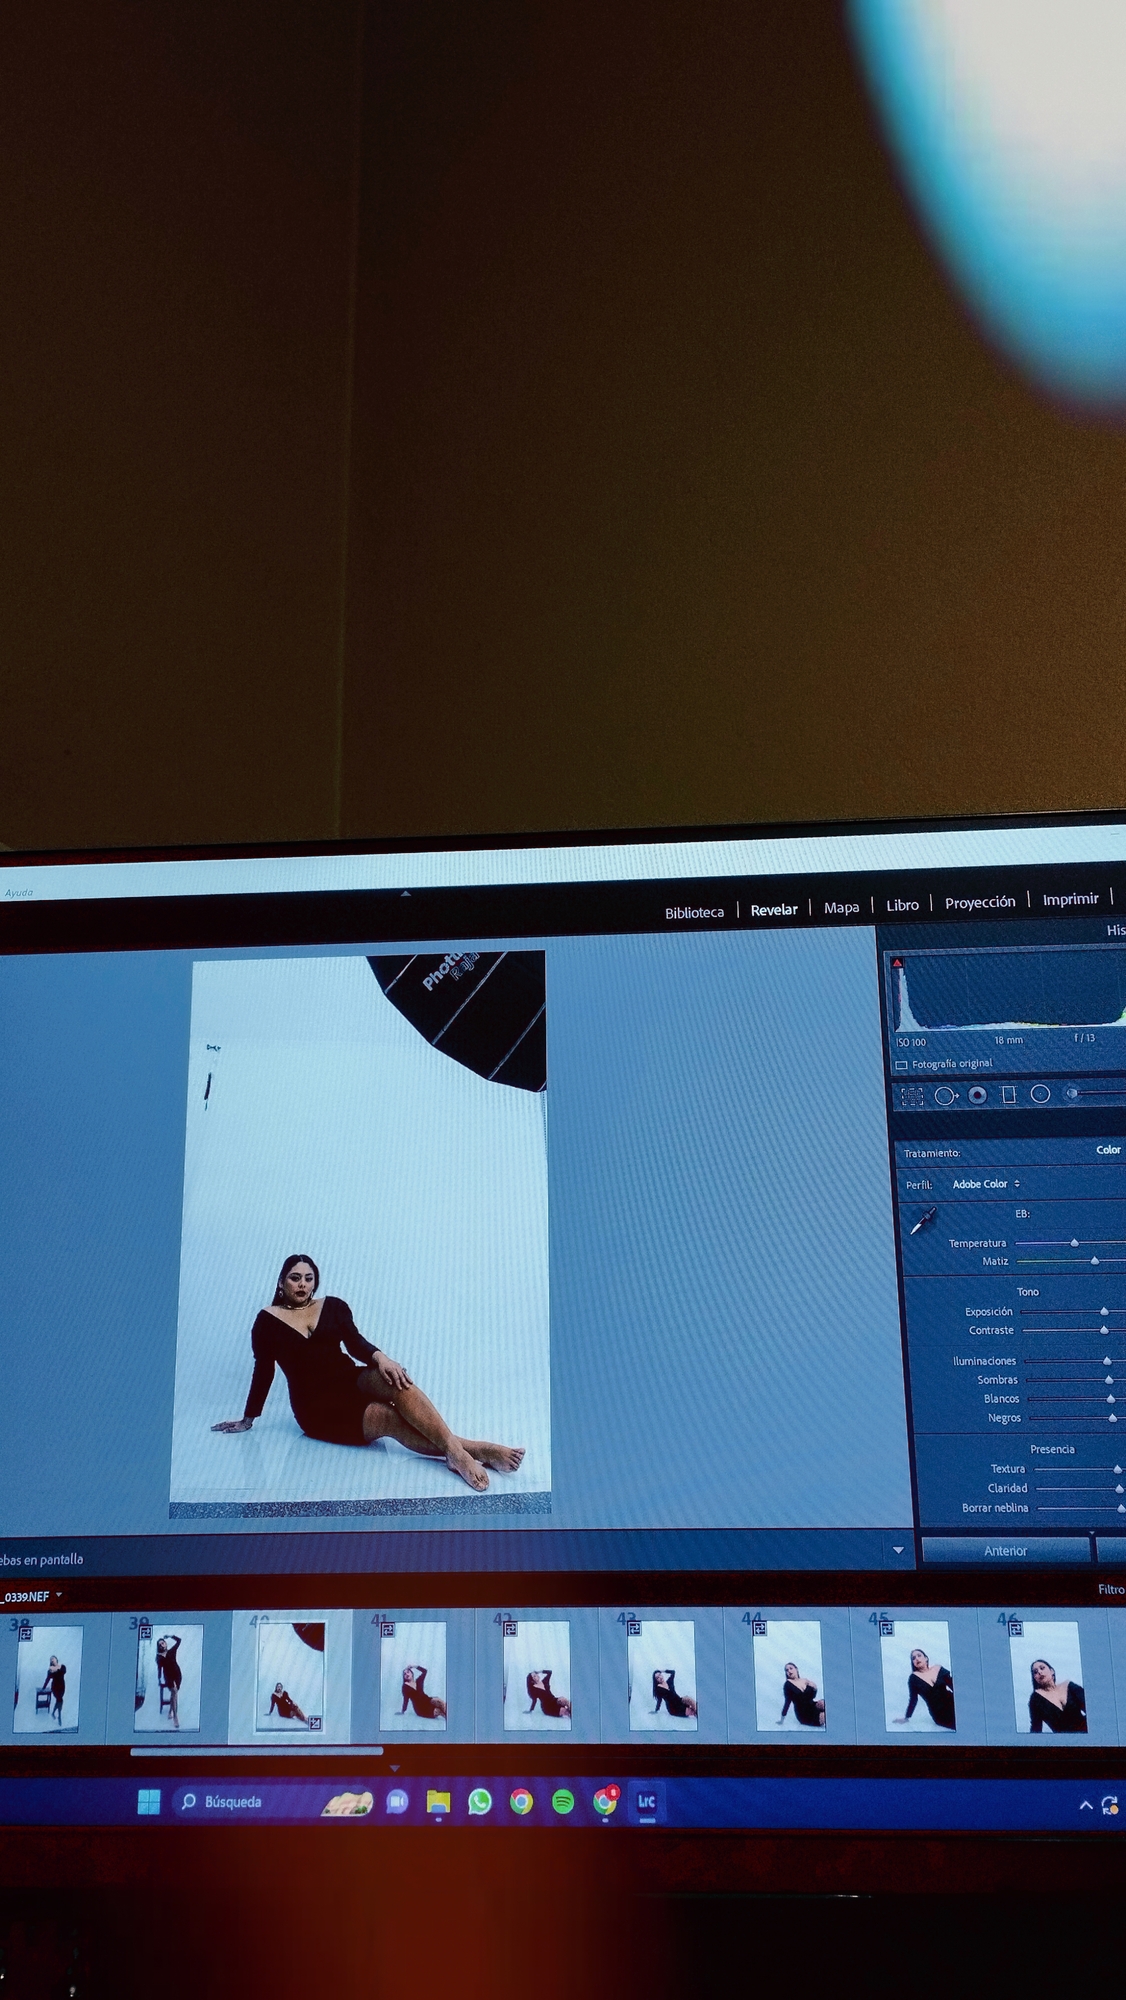 Ayuda
Biblioteca | Revelar | Mapa | Libro | Proyección | Imprimir |
His
ISO 100 18 mm f / 13
Fotografía original
Tratamiento: Color
Perfil: Adobe Color
EB:
Temperatura
Matiz
Tono
Exposición
Contraste
Iluminaciones
Sombras
Blancos
Negros
Presencia
Textura
Claridad
Borrar neblina
Anterior
ebas en pantalla
_0339.NEF
Filtro
38 39 40 41 42 43 44 45 46
Búsqueda
8
Lrc